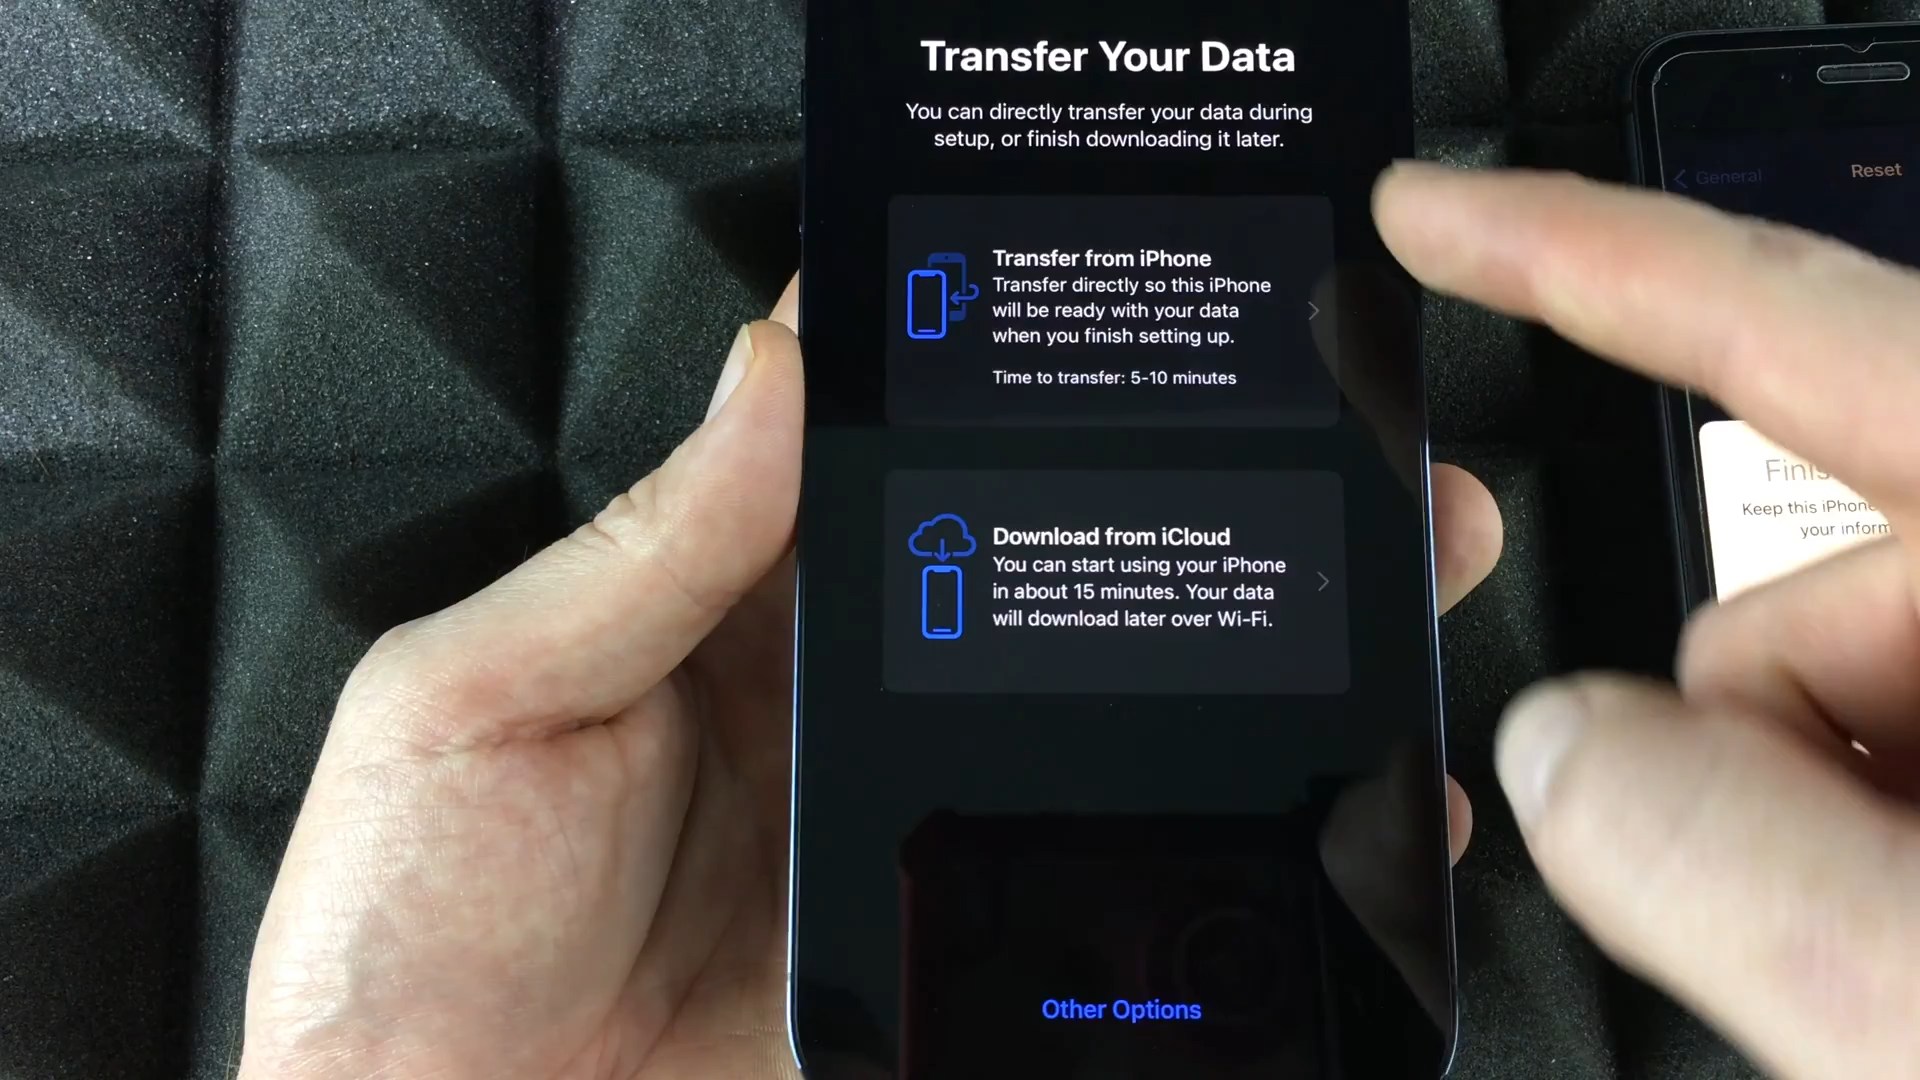 Transfer Your Data
You can directly transfer your data during
setup, or finish downloading it later.
Transfer from iPhone
Transfer directly so this iPhone
will be ready with your data
when you finish setting up.
Time to transfer: 5-10 minutes
Download from iCloud
You can start using your iPhone
in about 15 minutes. Your data
will download later over Wi-Fi.
Other Options
General
Reset
Keep this iPhone
your